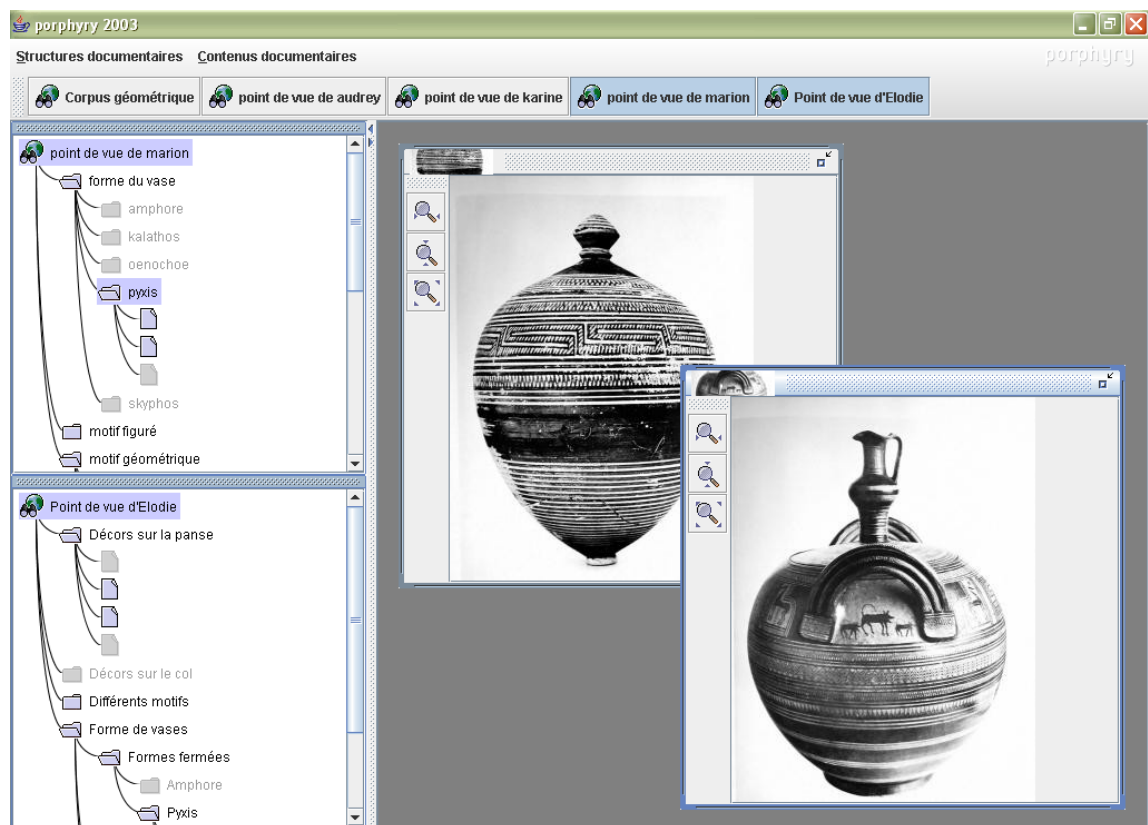 porphyry 2003
Structures documentaires Contenus documentaires
porphyry
Corpus géométrique point de vue de audrey point de vue de karine point de vue de marion Point de vue d'Elodie
point de vue de marion
forme du vase
amphore
kalathos
oenochoe
pyxis
skyphos
motif figuré
motif géométrique
Point de vue d'Elodie
Décors sur la panse
Décors sur le col
Différents motifs
Forme de vases
Formes fermées
Amphore
Pyxis